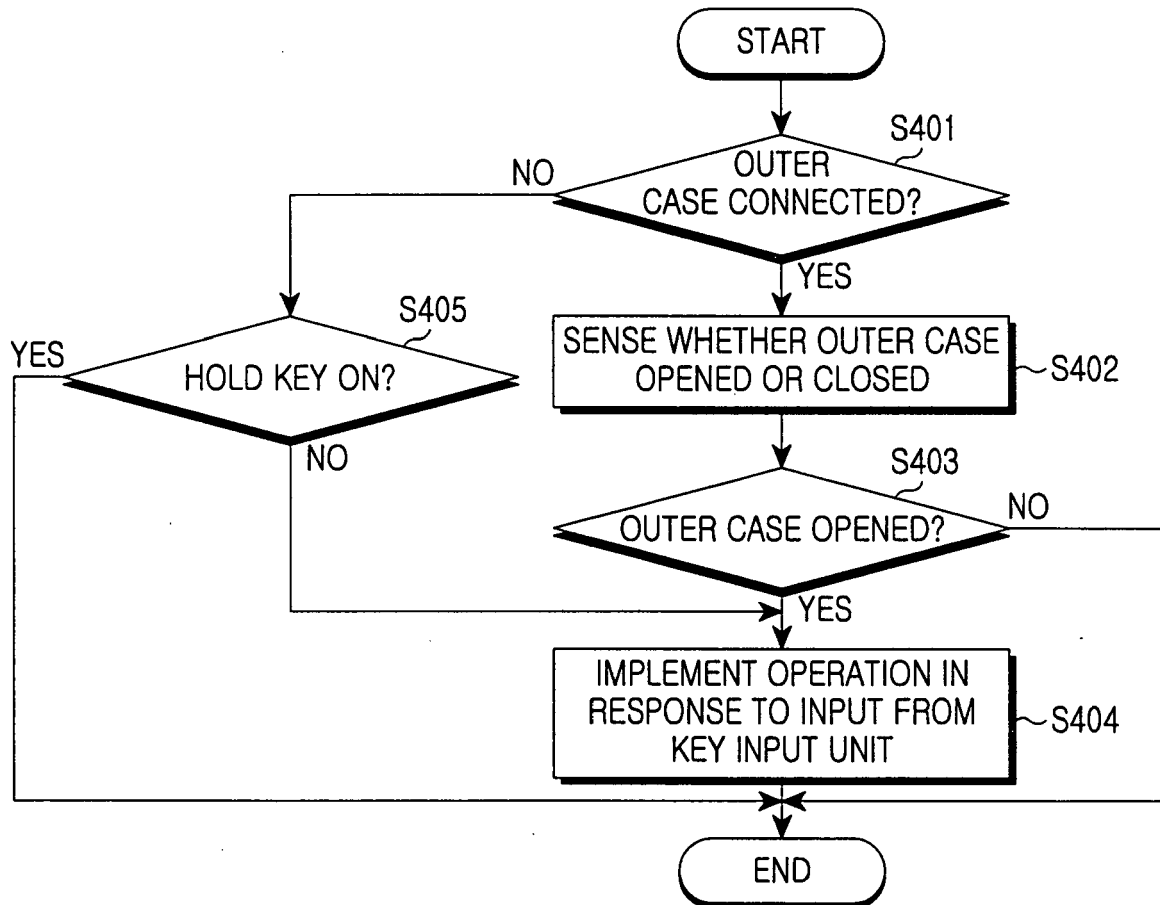 START
S401
OUTER
CASE CONNECTED?
NO
YES
S405
YES
HOLD KEY ON?
NO
SENSE WHETHER OUTER CASE
OPENED OR CLOSED
S402
S403
OUTER CASE OPENED?
NO
YES
IMPLEMENT OPERATION IN
RESPONSE TO INPUT FROM
KEY INPUT UNIT
S404
END